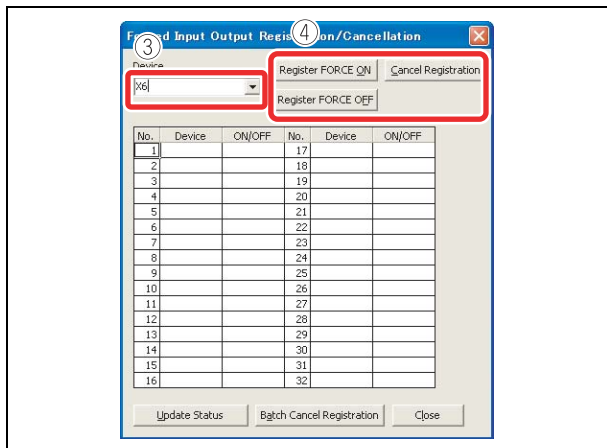 Forced Input Output Registration/Cancellation
③
④
Device
X6
Register FORCE ON
Cancel Registration
Register FORCE OFF
No. Device ON/OFF No. Device ON/OFF
1 17
2 18
3 19
4 20
5 21
6 22
7 23
8 24
9 25
10 26
11 27
12 28
13 29
14 30
15 31
16 32
Update Status
Batch Cancel Registration
Close